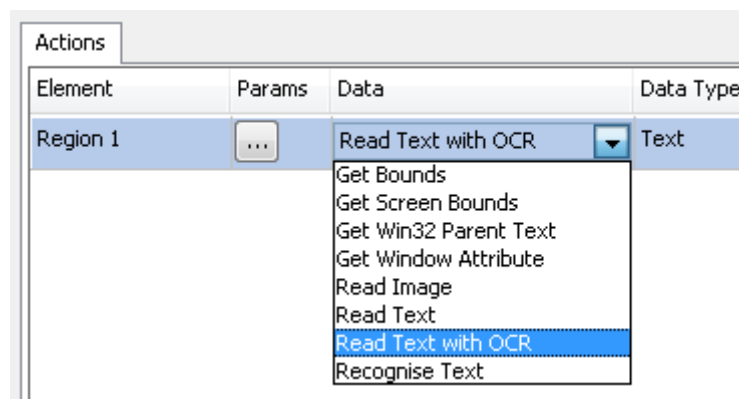 Actions
Element Params Data Data Type
Region 1 ... Read Text with OCR Text
Get Bounds
Get Screen Bounds
Get Win32 Parent Text
Get Window Attribute
Read Image
Read Text
Read Text with OCR
Recognise Text